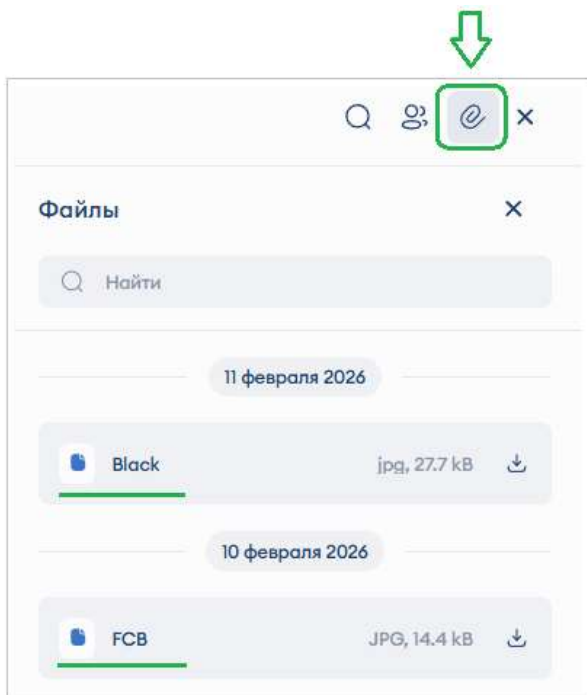 Файлы
Найти
11 февраля 2026
Black jpg, 27.7 kB
10 февраля 2026
FCB JPG, 14.4 kB